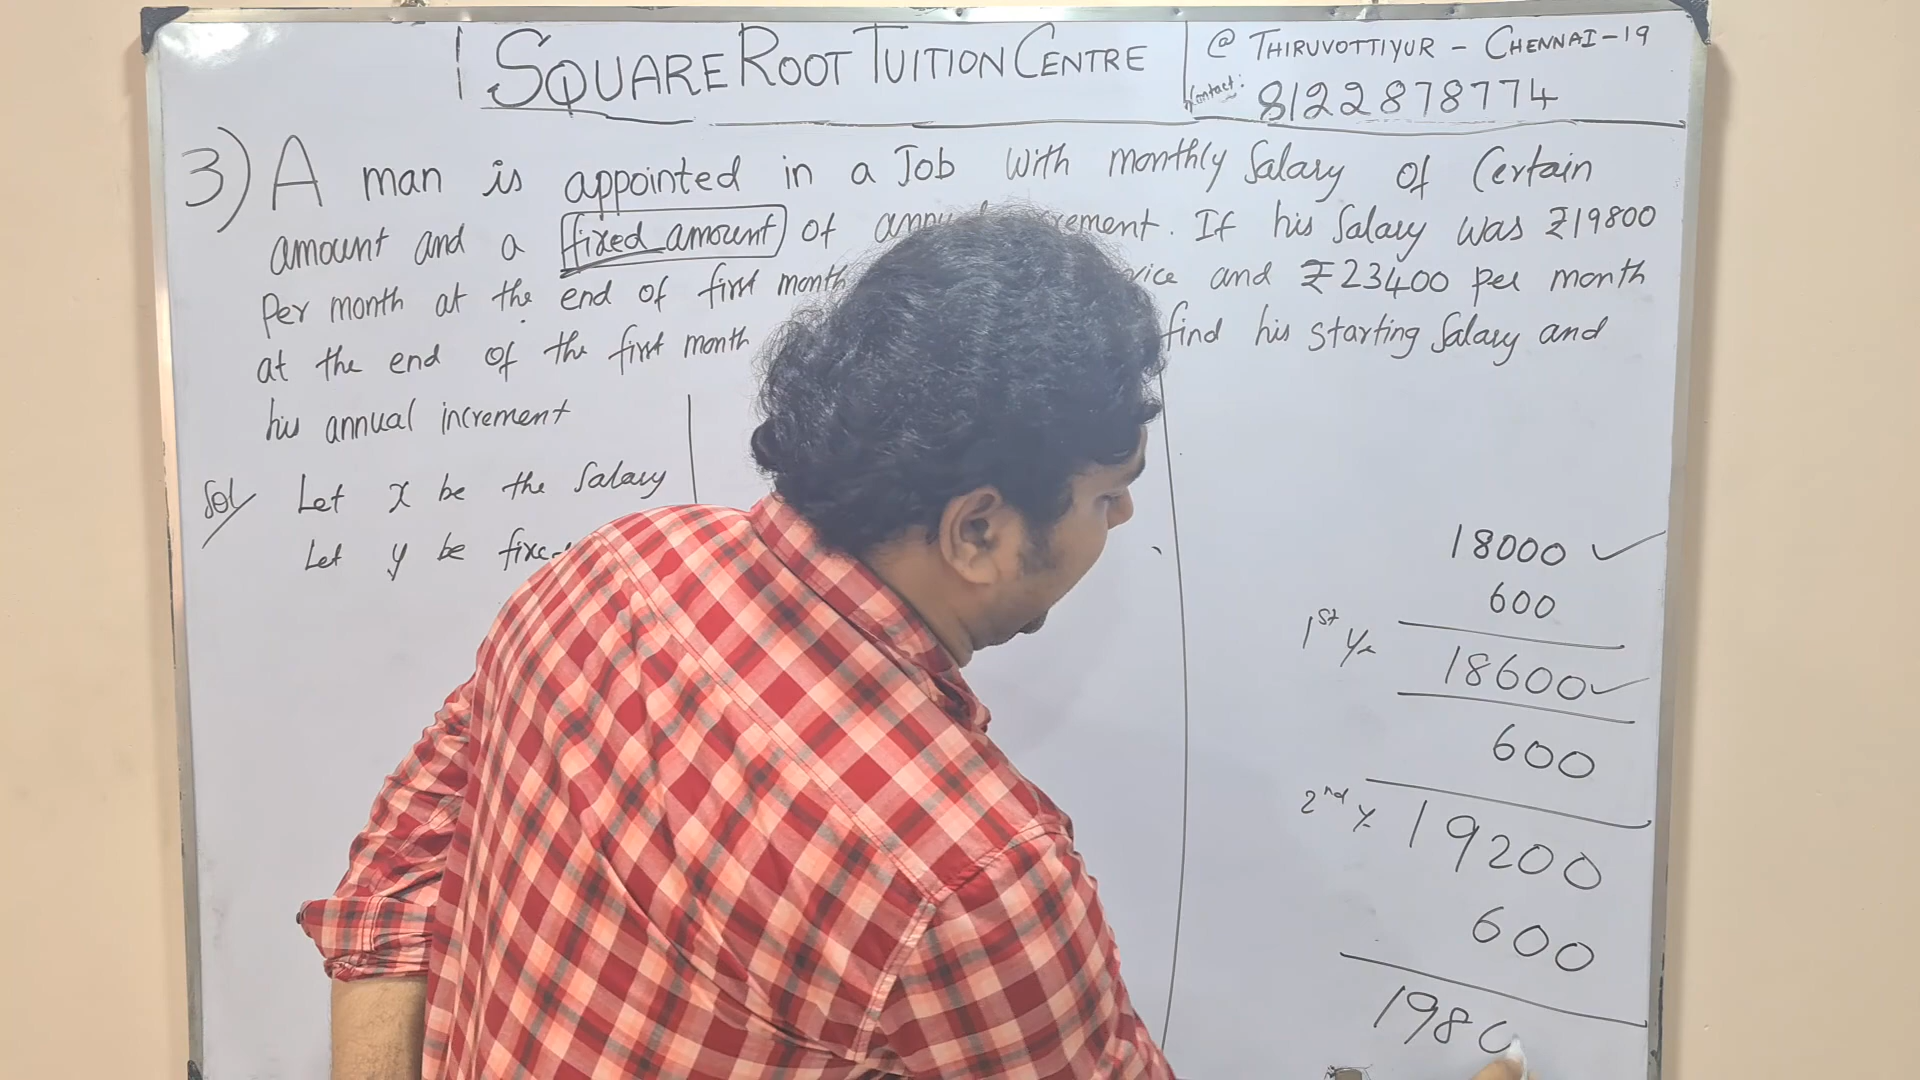 SQUARE ROOT TUITION CENTRE
@ THIRUVOTTIYUR - CHENNAI-19
Contact: 8122878774
3) A man is appointed in a Job with monthly Salary of Certain
amount and a fixed amount of increment. If his Salary was ₹19800
Per month at the end of first month and ₹23400 per month
at the end of the first month find his starting Salary and
his annual increment
Sol Let x be the Salary
Let y be
18000 ✓
600
1st Yr 18600 ✓
600
2nd Yr 19200
600
1980